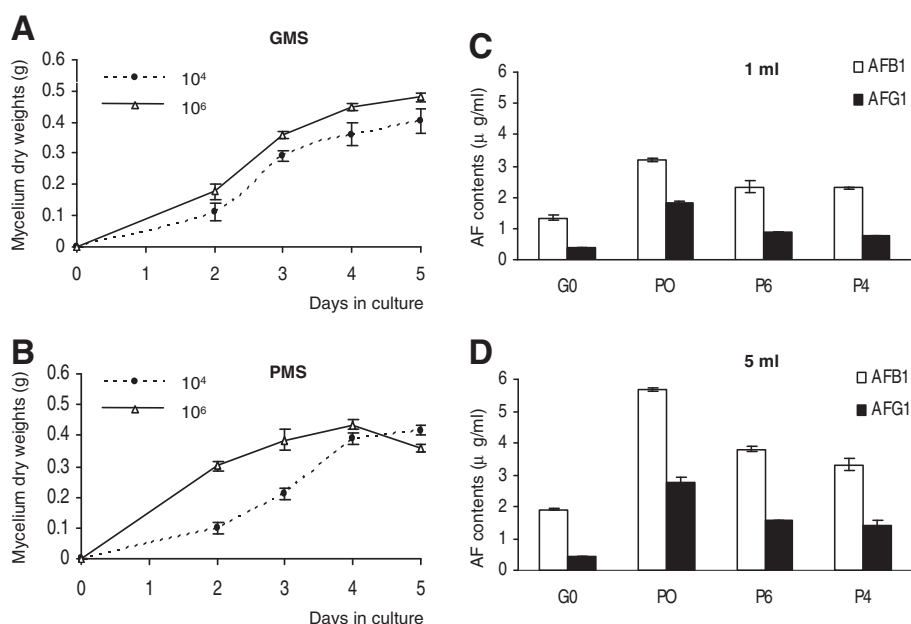 A
GMS
Mycelium dry weights (g)
0.6
0.5
0.4
0.3
0.2
0.1
0
10⁴
10⁶
0 1 2 3 4 5
Days in culture
B
PMS
Mycelium dry weights (g)
0.6
0.5
0.4
0.3
0.2
0.1
0
10⁴
10⁶
0 1 2 3 4 5
Days in culture
C
1 ml
AFB1
AFG1
AF contents (μ g/ml)
6
5
4
3
2
1
0
G0 PO P6 P4
D
5 ml
AFB1
AFG1
AF contents (μ g/ml)
6
5
4
3
2
1
0
G0 PO P6 P4